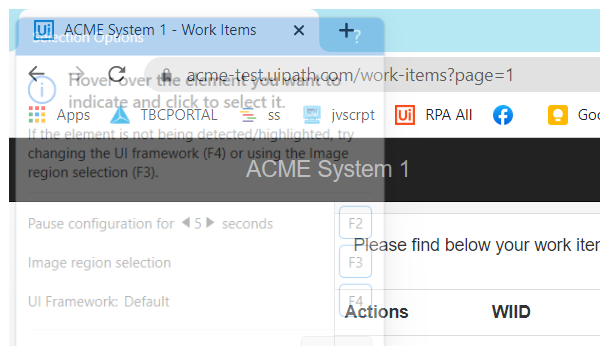 Ui ACME System 1 - Work Items
Selection Options
?
acme-test.uipath.com/work-items?page=1
Hover over the element you want to
indicate and click to select it.
Apps TBCPORTAL ss jvscrpt Ui RPA All Goo
If the element is not being detected/highlighted, try
changing the UI framework (F4) or using the Image
region selection (F3).
ACME System 1
Pause configuration for 5 seconds F2
Please find below your work item
Image region selection F3
UI Framework: Default F4
Actions WIID